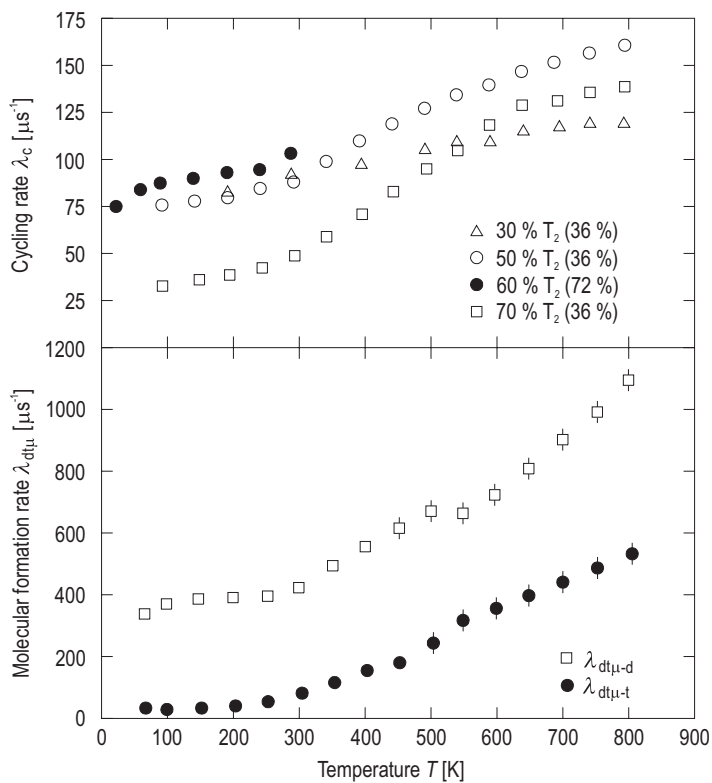 175
150
125
100
75
50
25
Cycling rate λc [μs⁻¹]
△ 30 % T₂ (36 %)
○ 50 % T₂ (36 %)
● 60 % T₂ (72 %)
□ 70 % T₂ (36 %)
1200
1000
800
600
400
200
0
Molecular formation rate λdtμ [μs⁻¹]
□ λdtμ-d
● λdtμ-t
0 100 200 300 400 500 600 700 800 900
Temperature T [K]